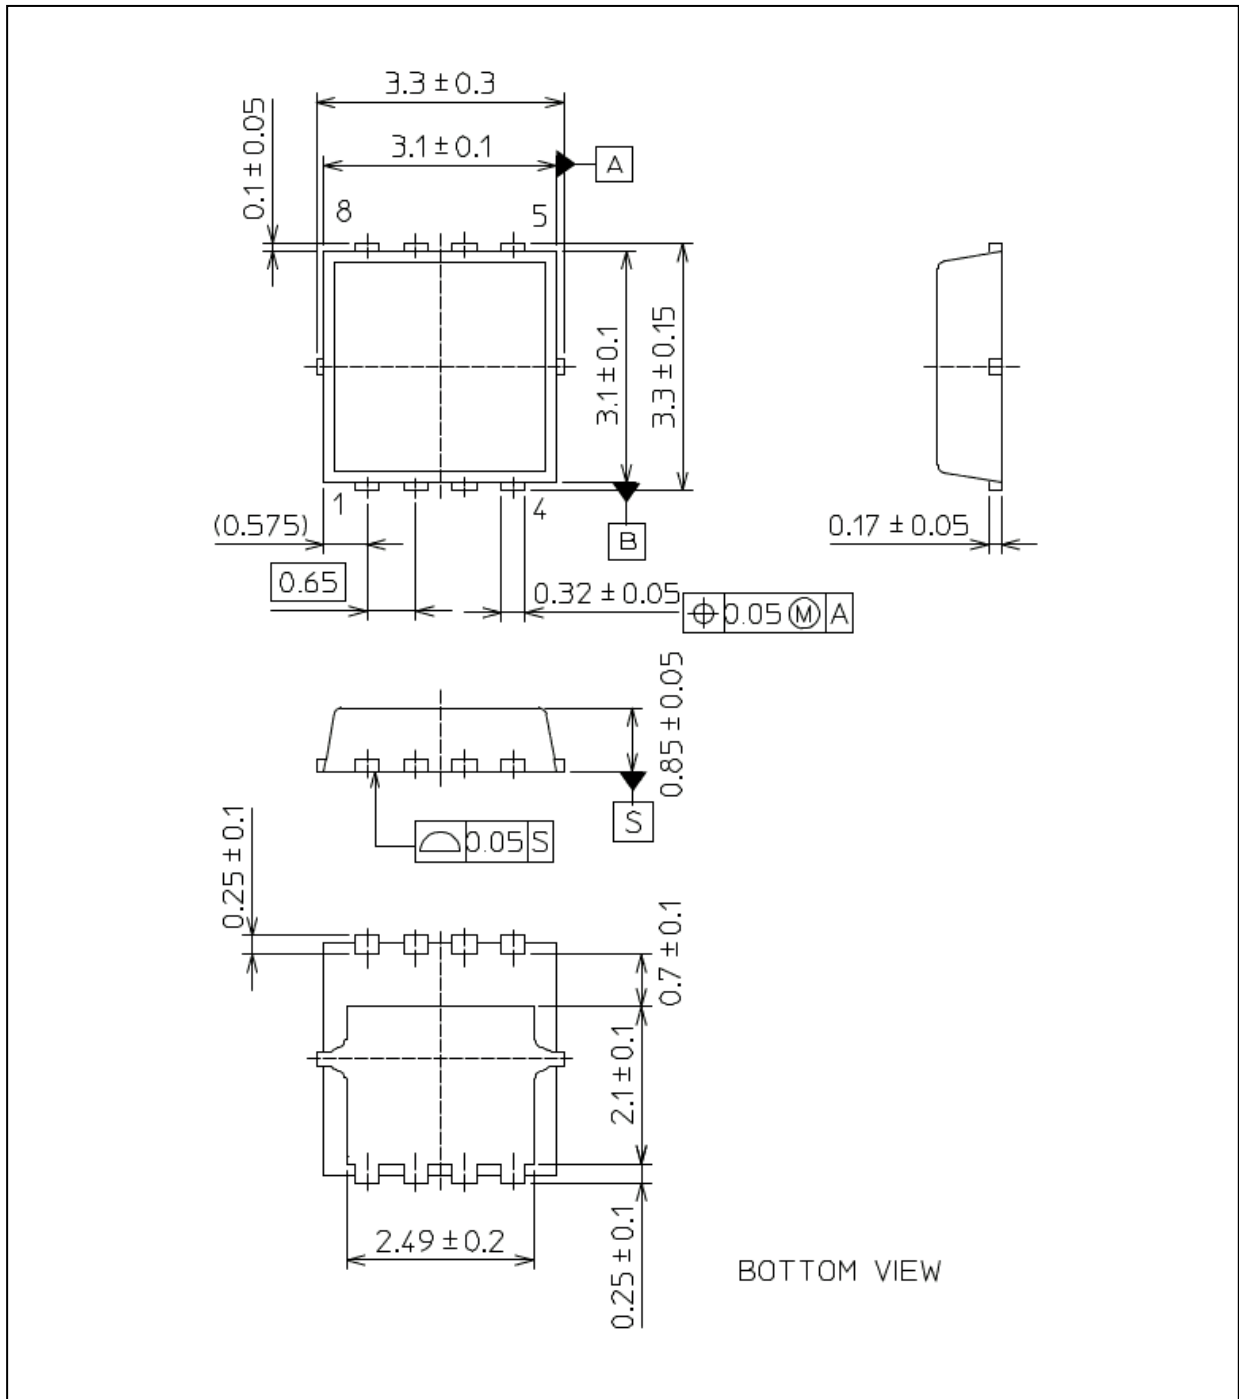 3.3 ± 0.3
0.1 ± 0.05
3.1 ± 0.1
A
8
5
3.1 ± 0.1
3.3 ± 0.15
1
4
(0.575)
B
0.17 ± 0.05
0.65
0.32 ± 0.05
⌖ 0.05 Ⓜ A
0.85 ± 0.05
S
⌓ 0.05 S
0.25 ± 0.1
0.7 ± 0.1
2.1 ± 0.1
2.49 ± 0.2
0.25 ± 0.1
BOTTOM VIEW